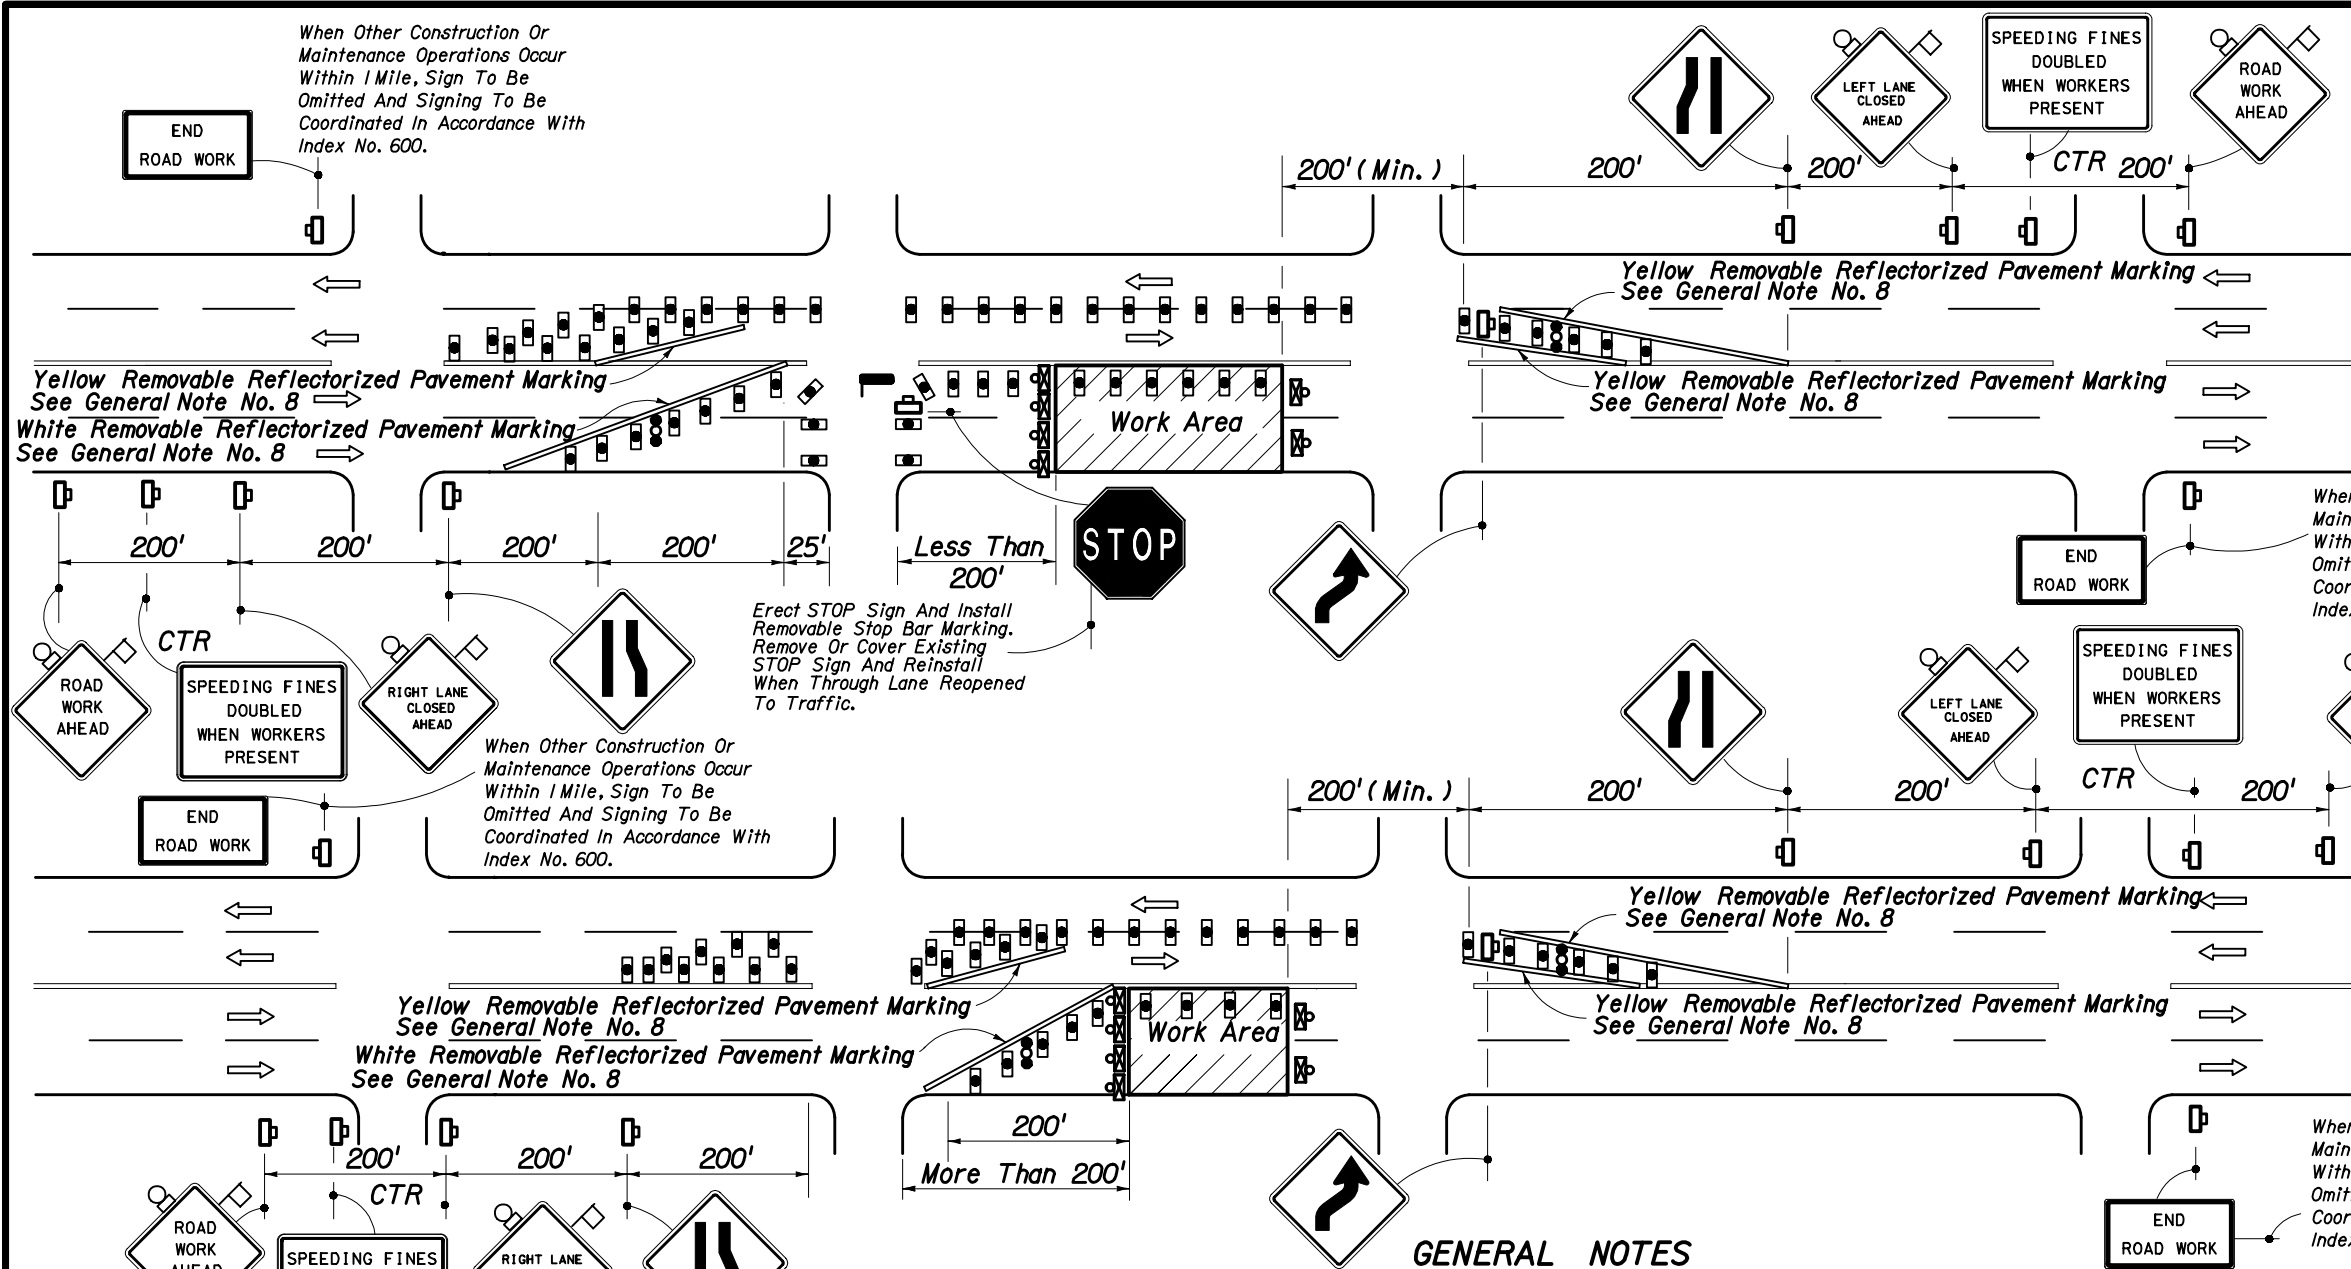 When Other Construction Or
Maintenance Operations Occur
Within 1 Mile, Sign To Be
Omitted And Signing To Be
Coordinated In Accordance With
Index No. 600.
END
ROAD WORK
LEFT LANE
CLOSED
AHEAD
SPEEDING FINES
DOUBLED
WHEN WORKERS
PRESENT
ROAD
WORK
AHEAD
200' (Min.)
200'
200'
CTR
200'
Yellow Removable Reflectorized Pavement Marking
See General Note No. 8
Yellow Removable Reflectorized Pavement Marking
See General Note No. 8
White Removable Reflectorized Pavement Marking
See General Note No. 8
Work Area
Yellow Removable Reflectorized Pavement Marking
See General Note No. 8
200'
200'
200'
200'
25'
Less Than
200'
STOP
Erect STOP Sign And Install
Removable Stop Bar Marking.
Remove Or Cover Existing
STOP Sign And Reinstall
When Through Lane Reopened
To Traffic.
END
ROAD WORK
CTR
ROAD
WORK
AHEAD
SPEEDING FINES
DOUBLED
WHEN WORKERS
PRESENT
RIGHT LANE
CLOSED
AHEAD
When Other Construction Or
Maintenance Operations Occur
Within 1 Mile, Sign To Be
Omitted And Signing To Be
Coordinated In Accordance With
Index No. 600.
END
ROAD WORK
LEFT LANE
CLOSED
AHEAD
SPEEDING FINES
DOUBLED
WHEN WORKERS
PRESENT
200' (Min.)
200'
200'
CTR
200'
Yellow Removable Reflectorized Pavement Marking
See General Note No. 8
Yellow Removable Reflectorized Pavement Marking
See General Note No. 8
White Removable Reflectorized Pavement Marking
See General Note No. 8
Work Area
Yellow Removable Reflectorized Pavement Marking
See General Note No. 8
200'
More Than 200'
200'
200'
200'
CTR
ROAD
WORK
AHEAD
SPEEDING FINES
RIGHT LANE
END
ROAD WORK
GENERAL NOTES